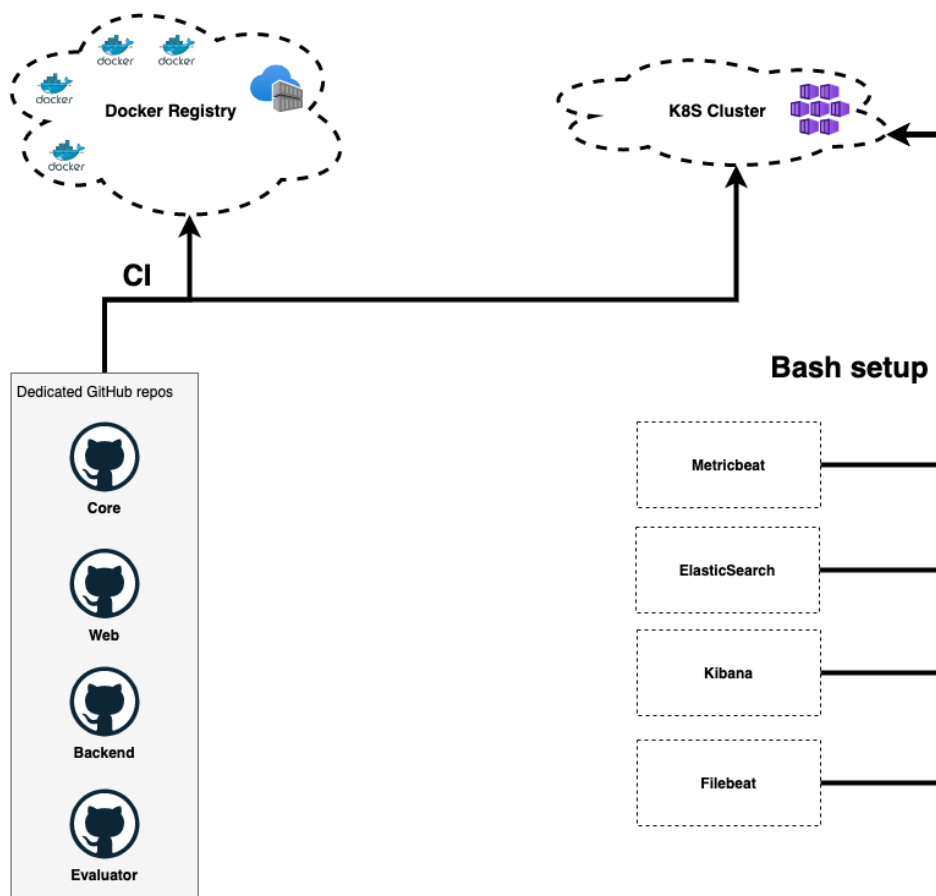 docker
docker
docker
Docker Registry
docker
K8S Cluster
CI
Bash setup
Dedicated GitHub repos
Core
Web
Backend
Evaluator
Metricbeat
ElasticSearch
Kibana
Filebeat